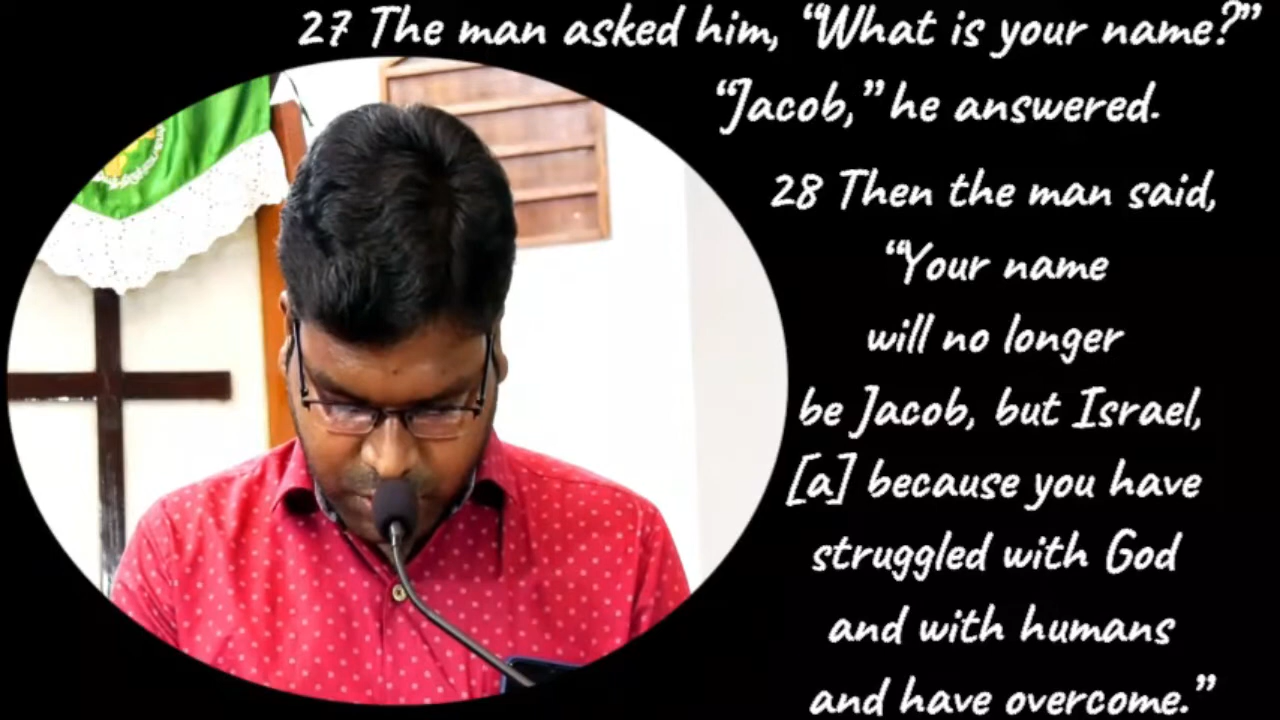 27 The man asked him, “What is your name?”
“Jacob,” he answered.
28 Then the man said,
“Your name
will no longer
be Jacob, but Israel,
[a] because you have
struggled with God
and with humans
and have overcome.”